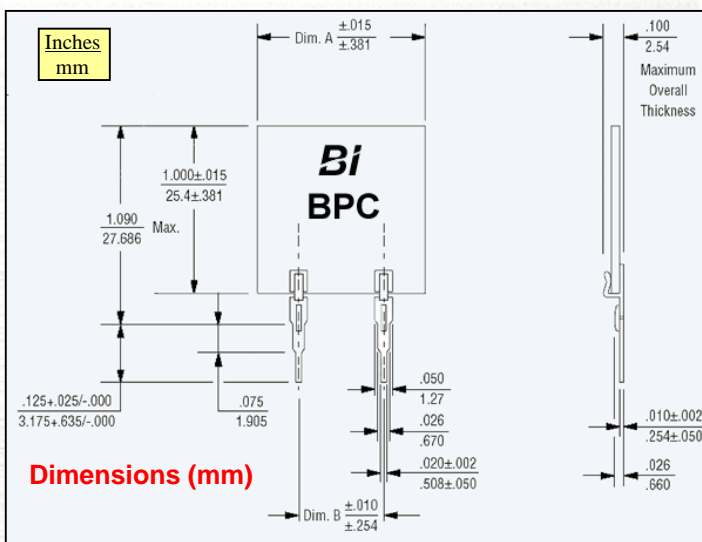 Inches
mm
Dim. A ±.015
±.381
.100
2.54
Maximum
Overall
Thickness
Bi
BPC
1.000±.015
25.4±.381
1.090
27.686
Max.
.125+.025/-.000
3.175+.635/-.000
.075
1.905
.050
1.27
.026
.670
.020±.002
.508±.050
.010±.002
.254±.050
.026
.660
Dimensions (mm)
Dim. B ±.010
±.254